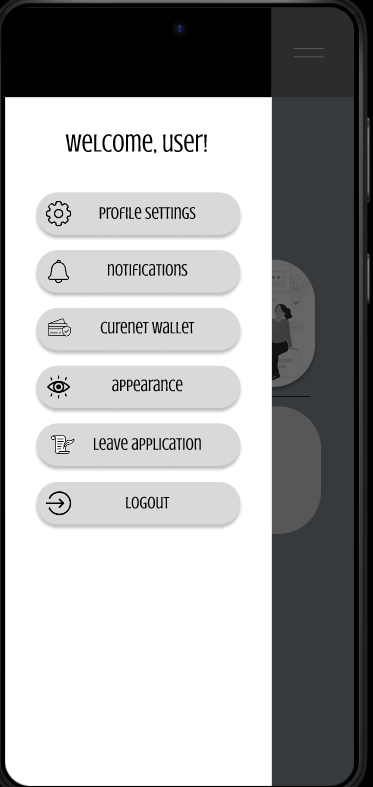 Welcome, User!
Profile Settings
Notifications
Curenet Wallet
Appearance
Leave Application
Logout